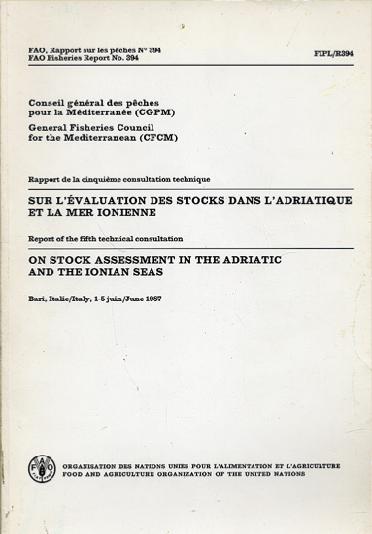 FAO, Rapport sur les pêches N° 394
FAO Fisheries Report No. 394
FIPL/R394
Conseil général des pêches
pour la Méditerranée (CGPM)
General Fisheries Council
for the Mediterranean (CFCM)
Rapport de la cinquième consultation technique
SUR L'ÉVALUATION DES STOCKS DANS L'ADRIATIQUE
ET LA MER IONIENNE
Report of the fifth technical consultation
ON STOCK ASSESSMENT IN THE ADRIATIC
AND THE IONIAN SEAS
Bari, Italie/Italy, 1-5 juin/June 1987
FAO
ORGANISATION DES NATIONS UNIES POUR L'ALIMENTATION ET L'AGRICULTURE
FOOD AND AGRICULTURE ORGANIZATION OF THE UNITED NATIONS